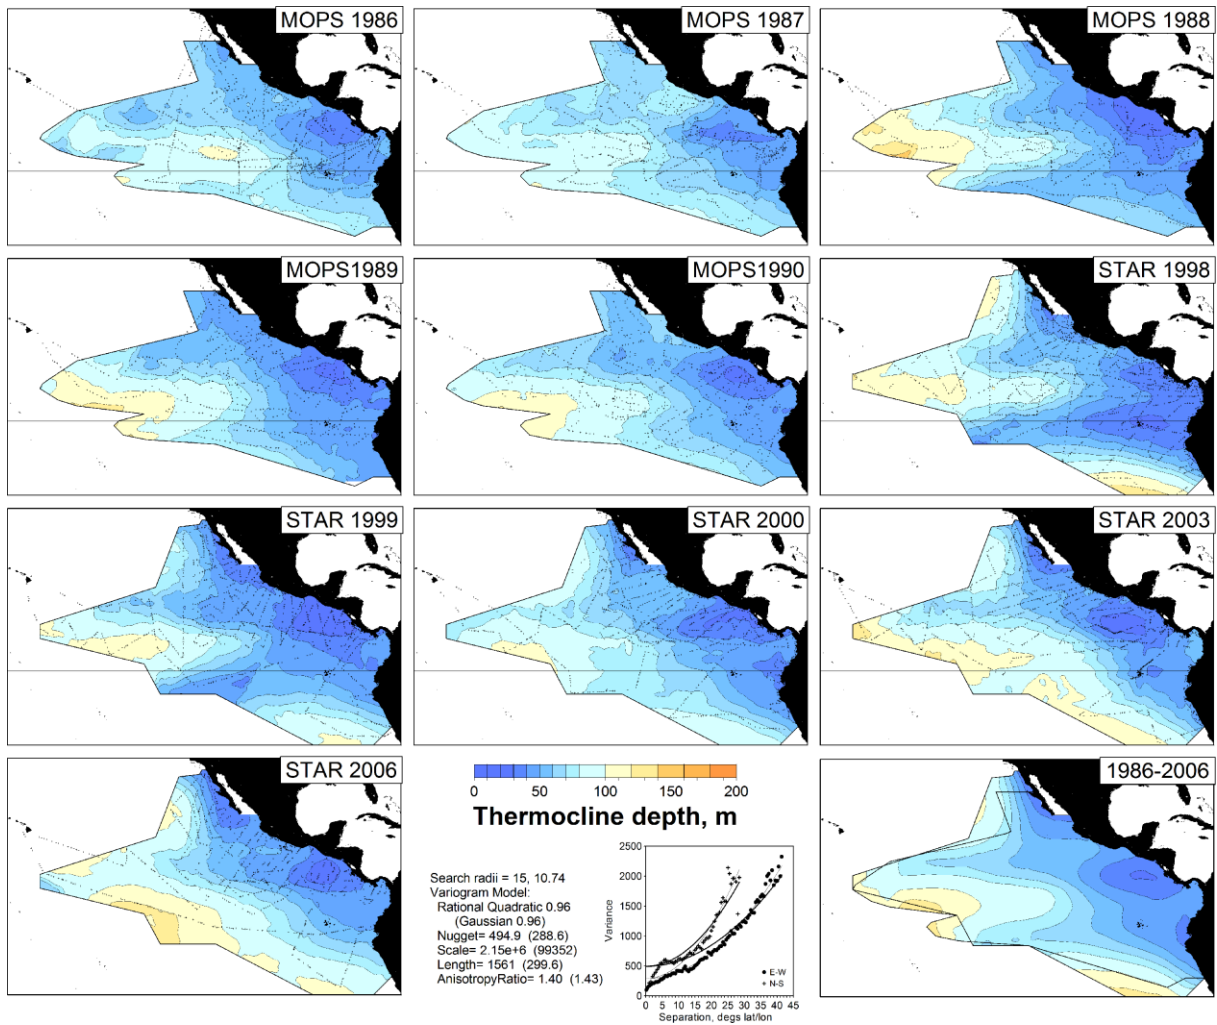 MOPS 1986
MOPS 1987
MOPS 1988
MOPS1989
MOPS1990
STAR 1998
STAR 1999
STAR 2000
STAR 2003
STAR 2006
1986-2006
0 50 100 150 200
Thermocline depth, m
Search radii = 15, 10.74
Variogram Model:
Rational Quadratic 0.96
(Gaussian 0.96)
Nugget= 494.9 (288.6)
Scale= 2.15e+6 (99352)
Length= 1561 (299.6)
AnisotropyRatio= 1.40 (1.43)
2500
2000
1500
1000
500
0
Variance
E-W
N-S
0 5 10 15 20 25 30 35 40 45
Separation, degs lat/lon